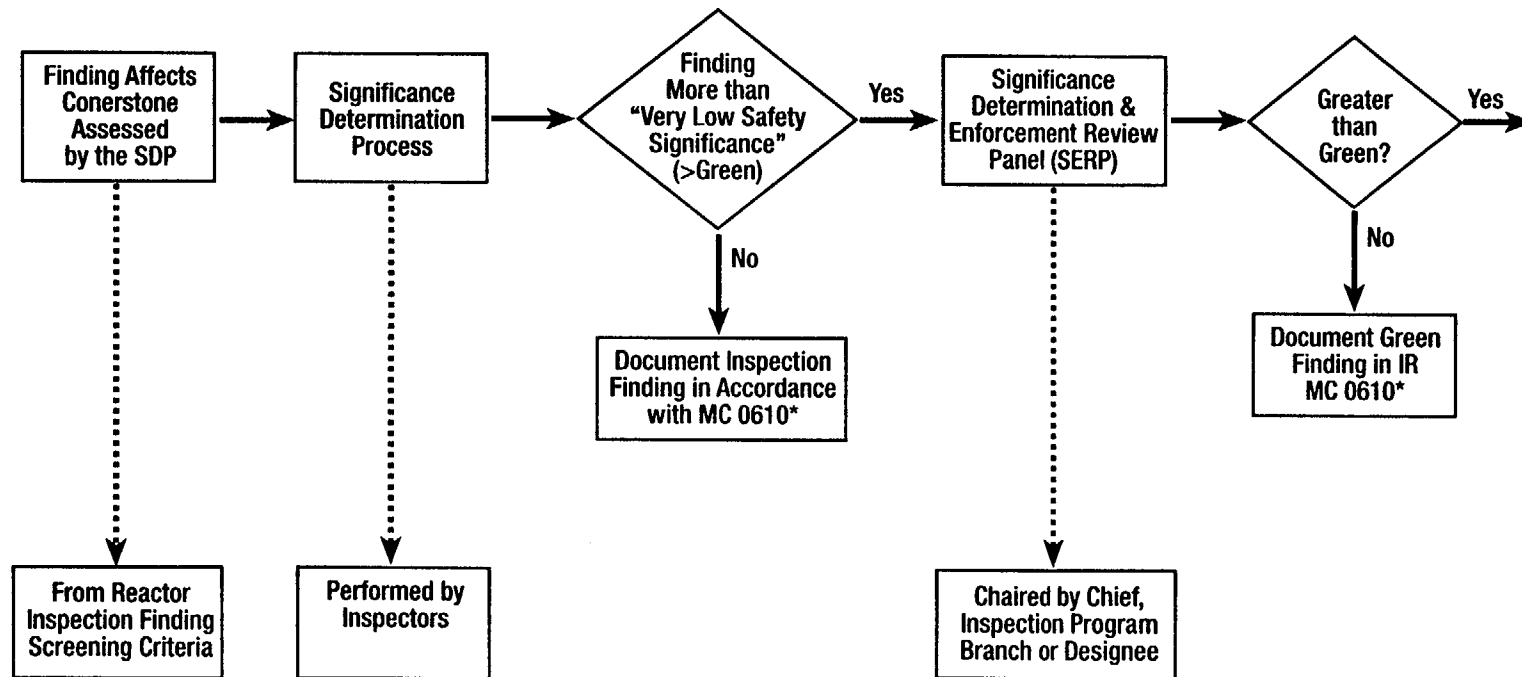 Finding Affects
Conerstone
Assessed
by the SDP
Significance
Determination
Process
Finding
More than
“Very Low Safety
Significance”
(>Green)
Yes
Significance
Determination &
Enforcement Review
Panel (SERP)
Greater
than
Green?
Yes
No
No
Document Inspection
Finding in Accordance
with MC 0610*
Document Green
Finding in IR
MC 0610*
From Reactor
Inspection Finding
Screening Criteria
Performed by
Inspectors
Chaired by Chief,
Inspection Program
Branch or Designee